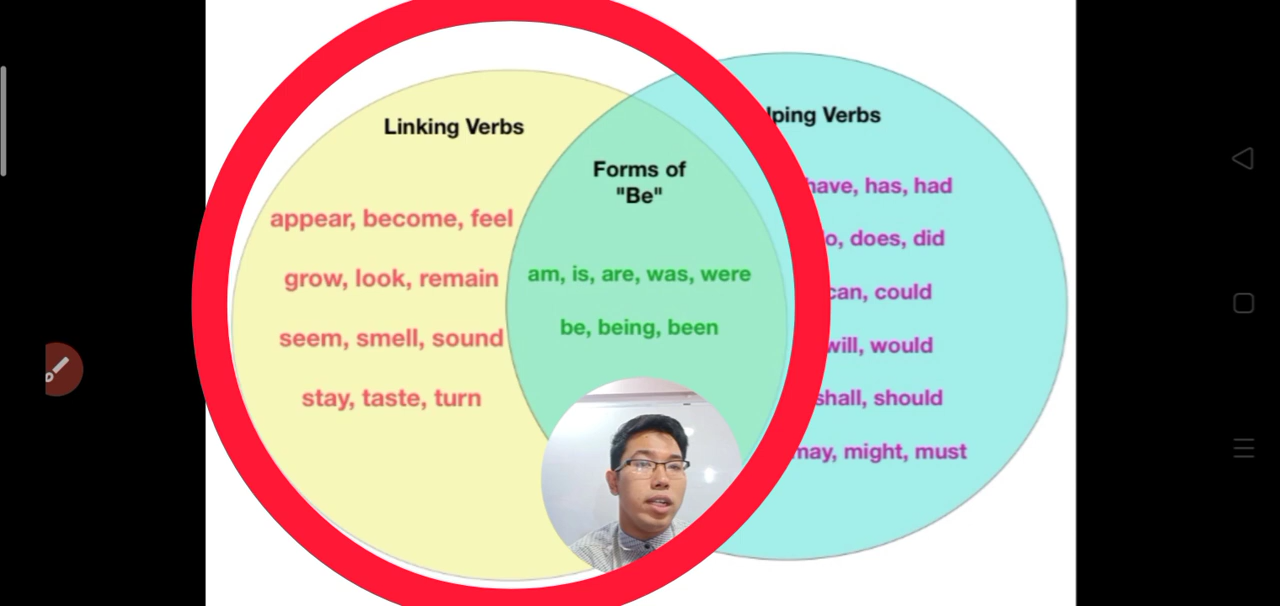 Linking Verbs
appear, become, feel
grow, look, remain
seem, smell, sound
stay, taste, turn
Forms of
"Be"
am, is, are, was, were
be, being, been
lping Verbs
have, has, had
o, does, did
can, could
will, would
shall, should
may, might, must